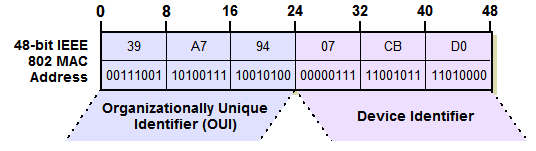 0 8 16 24 32 40 48
48-bit IEEE 39 A7 94 07 CB D0
802 MAC
Address 00111001 10100111 10010100 00000111 11001011 11010000
Organizationally Unique
Identifier (OUI) Device Identifier